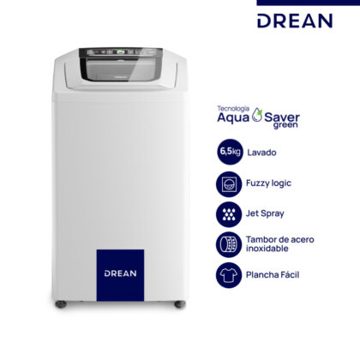 DREAN
Tecnología
Aqua Saver
green
6,5kg Lavado
Fuzzy logic
Jet Spray
Tambor de acero
inoxidable
Plancha Fácil
DREAN